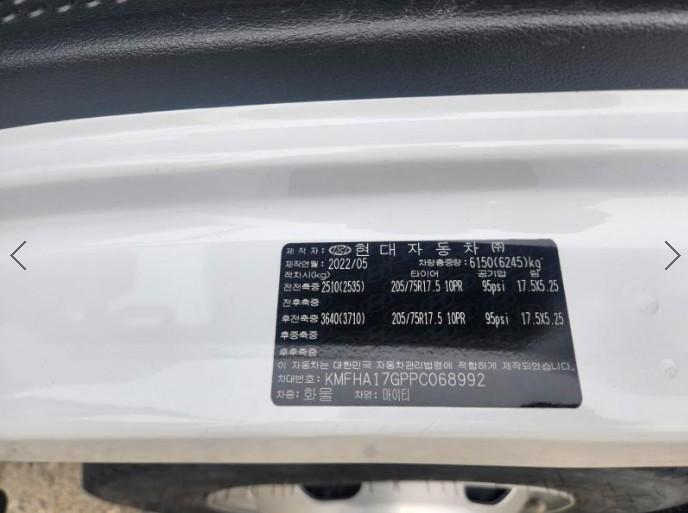 제작자: 현대자동차㈜
제작연월: 2022/05 차량총중량: 6150(6245)kg
적차시(kg) 타이어 공기압 림
전전축중 2510(2535) 205/75R17.5 10PR 95psi 17.5X5.25
전후축중
후전축중 3640(3710) 205/75R17.5 10PR 95psi 17.5X5.25
후중축중
후후축중
이 자동차는 대한민국 자동차관리법령에 적합하게 제작되었습니다.
차대번호: KMFHA17GPPC068992
차종: 화물 차명: 마이티